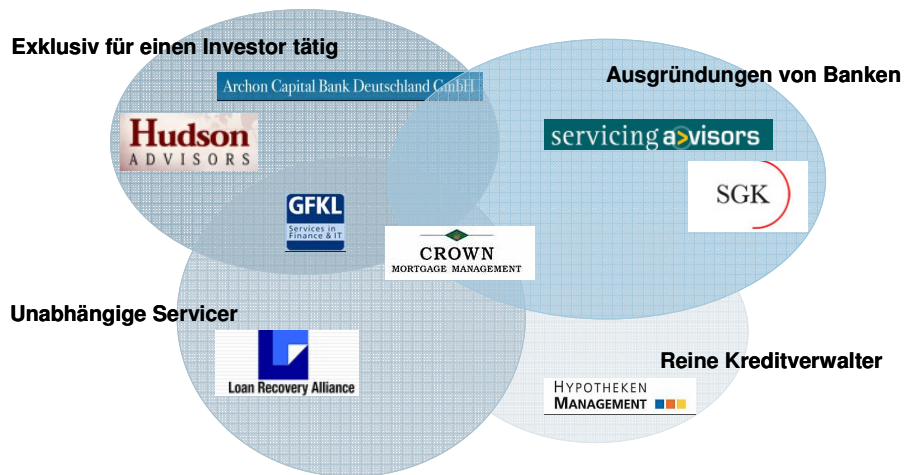 Exklusiv für einen Investor tätig
Ausgründungen von Banken
Archon Capital Bank Deutschland GmbH
Hudson
ADVISORS
servicing a>visors
SGK
GFKL
Services in
Finance & IT
CROWN
MORTGAGE MANAGEMENT
Unabhängige Servicer
Loan Recovery Alliance
Reine Kreditverwalter
HYPOTHEKEN
MANAGEMENT